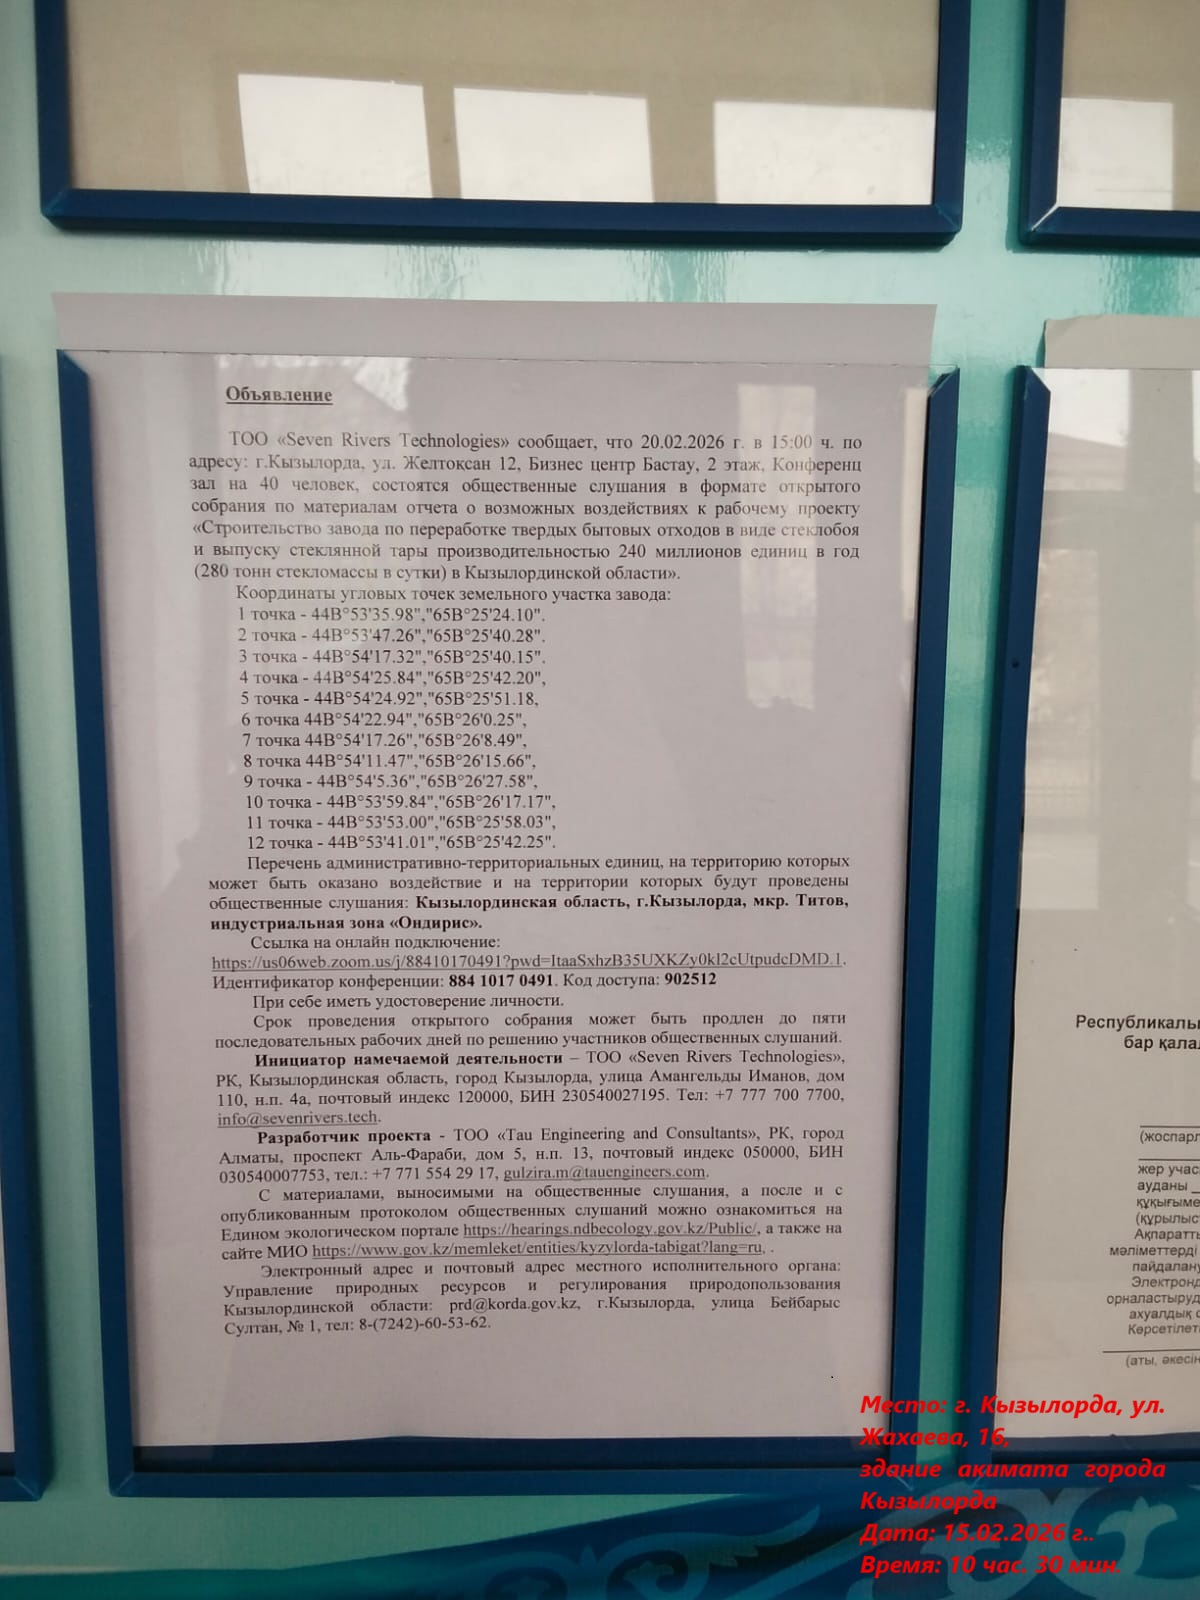 Объявление
ТОО «Seven Rivers Technologies» сообщает, что 20.02.2026 г. в 15:00 ч. по
адресу: г.Кызылорда, ул. Желтоксан 12, Бизнес центр Бастау, 2 этаж, Конференц
зал на 40 человек, состоятся общественные слушания в формате открытого
собрания по материалам отчета о возможных воздействиях к рабочему проекту
«Строительство завода по переработке твердых бытовых отходов в виде стеклобоя
и выпуску стеклянной тары производительностью 240 миллионов единиц в год
(280 тонн стекломассы в сутки) в Кызылординской области».
Координаты угловых точек земельного участка завода:
1 точка - 44В°53'35.98","65В°25'24.10".
2 точка - 44В°53'47.26","65В°25'40.28".
3 точка - 44В°54'17.32","65В°25'40.15".
4 точка - 44В°54'25.84","65В°25'42.20",
5 точка - 44В°54'24.92","65В°25'51.18,
6 точка 44В°54'22.94","65В°26'0.25",
7 точка 44В°54'17.26","65В°26'8.49",
8 точка 44В°54'11.47","65В°26'15.66",
9 точка - 44В°54'5.36","65В°26'27.58",
10 точка - 44В°53'59.84","65В°26'17.17",
11 точка - 44В°53'53.00","65В°25'58.03",
12 точка - 44В°53'41.01","65В°25'42.25".
Перечень административно-территориальных единиц, на территорию которых
может быть оказано воздействие и на территории которых будут проведены
общественные слушания: Кызылординская область, г.Кызылорда, мкр. Титов,
индустриальная зона «Ондирис».
Ссылка на онлайн подключение:
https://us06web.zoom.us/j/88410170491?pwd=ItaaSxhzB35UXKZy0kl2cUtpudcDMD.1.
Идентификатор конференции: 884 1017 0491. Код доступа: 902512
При себе иметь удостоверение личности.
Срок проведения открытого собрания может быть продлен до пяти
последовательных рабочих дней по решению участников общественных слушаний.
Инициатор намечаемой деятельности – ТОО «Seven Rivers Technologies»,
РК, Кызылординская область, город Кызылорда, улица Амангельды Иманов, дом
110, н.п. 4а, почтовый индекс 120000, БИН 230540027195. Тел: +7 777 700 7700,
info@sevenrivers.tech.
Разработчик проекта - ТОО «Tau Engineering and Consultants», РК, город
Алматы, проспект Аль-Фараби, дом 5, н.п. 13, почтовый индекс 050000, БИН
030540007753, тел.: +7 771 554 29 17, gulzira.m@tauengineers.com.
С материалами, выносимыми на общественные слушания, а после и с
опубликованным протоколом общественных слушаний можно ознакомиться на
Едином экологическом портале https://hearings.ndbecology.gov.kz/Public/, а также на
сайте МИО https://www.gov.kz/memleket/entities/kyzylorda-tabigat?lang=ru, .
Электронный адрес и почтовый адрес местного исполнительного органа:
Управление природных ресурсов и регулирования природопользования
Кызылординской области: prd@korda.gov.kz, г.Кызылорда, улица Бейбарыс
Султан, № 1, тел: 8-(7242)-60-53-62.
Республикалы
бар қала
(жоспарл
жер учас
ауданы
құқығыме
(құрылыс
Ақпаратты
мәліметтерді
пайдалану
Электронд
орналастыруд
ахуалдық с
Көрсетілеті
(аты, әкесін
Место: г. Кызылорда, ул.
Жахаева, 16,
здание акимата города
Кызылорда
Дата: 15.02.2026 г..
Время: 10 час. 30 мин.